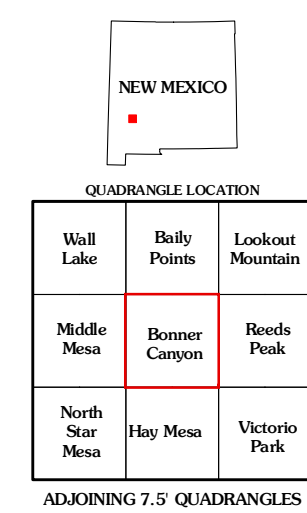 NEW MEXICO
QUADRANGLE LOCATION
Wall
Lake
Baily
Points
Lookout
Mountain
Middle
Mesa
Bonner
Canyon
Reeds
Peak
North
Star
Mesa
Hay Mesa
Victorio
Park
ADJOINING 7.5' QUADRANGLES